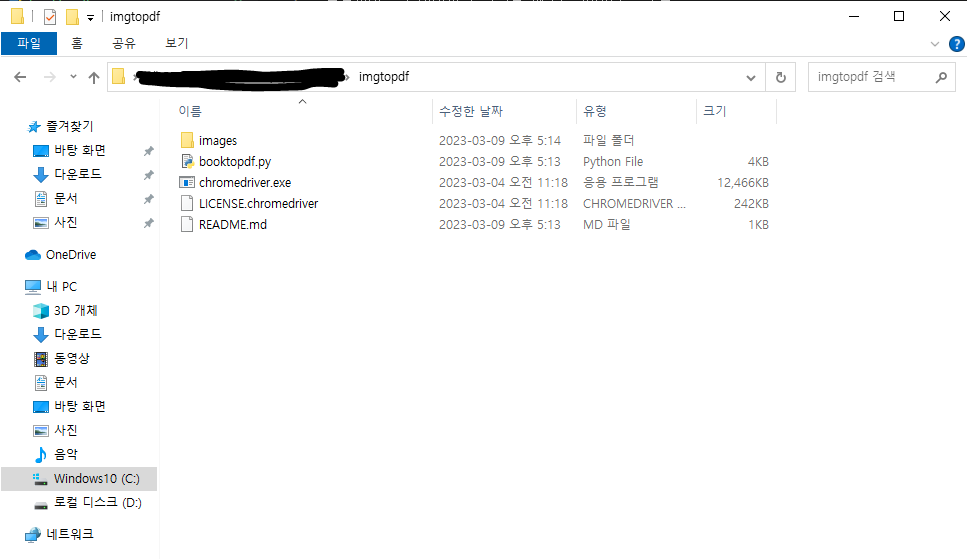 imgtopdf
파일 홈 공유 보기
imgtopdf
imgtopdf 검색
이름 수정한 날짜 유형 크기
images 2023-03-09 오후 5:14 파일 폴더
booktopdf.py 2023-03-09 오후 5:13 Python File 4KB
chromedriver.exe 2023-03-04 오전 11:18 응용 프로그램 12,466KB
LICENSE.chromedriver 2023-03-04 오전 11:18 CHROMEDRIVER ... 242KB
README.md 2023-03-09 오후 5:13 MD 파일 1KB
즐겨찾기
바탕 화면
다운로드
문서
사진
OneDrive
내 PC
3D 개체
다운로드
동영상
문서
바탕 화면
사진
음악
Windows10 (C:)
로컬 디스크 (D:)
네트워크